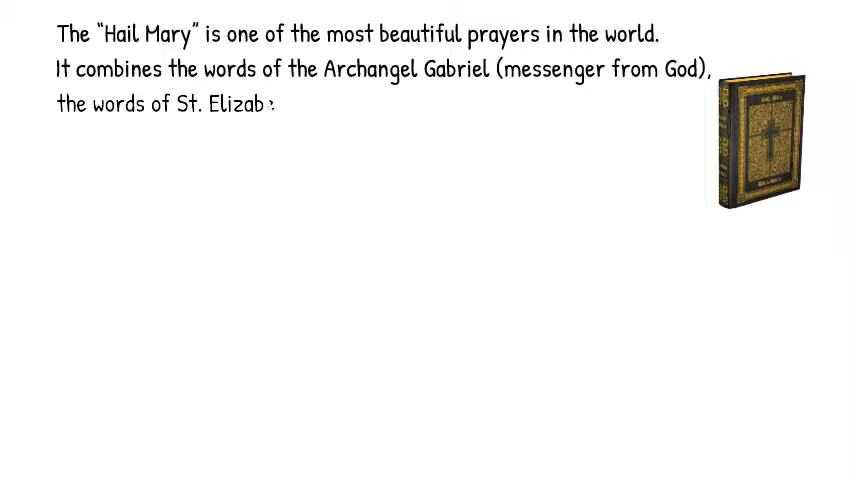 The “Hail Mary” is one of the most beautiful prayers in the world.
It combines the words of the Archangel Gabriel (messenger from God),
the words of St. Elizab